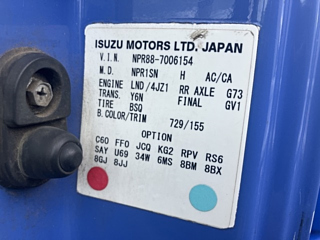 ISUZU MOTORS LTD. JAPAN
V.I.N. NPR88-7006154
M.D. NPR1SN H AC/CA
ENGINE LND/4JZ1 RR AXLE G73
TRANS. Y6N FINAL GV1
TIRE BSQ
B.COLOR/TRIM 729/155
OPTION
C60 FF0 JCQ KG2 RPV RS6
SAY U69 34W 6MS 8BM 8BX
8GJ 8JJ